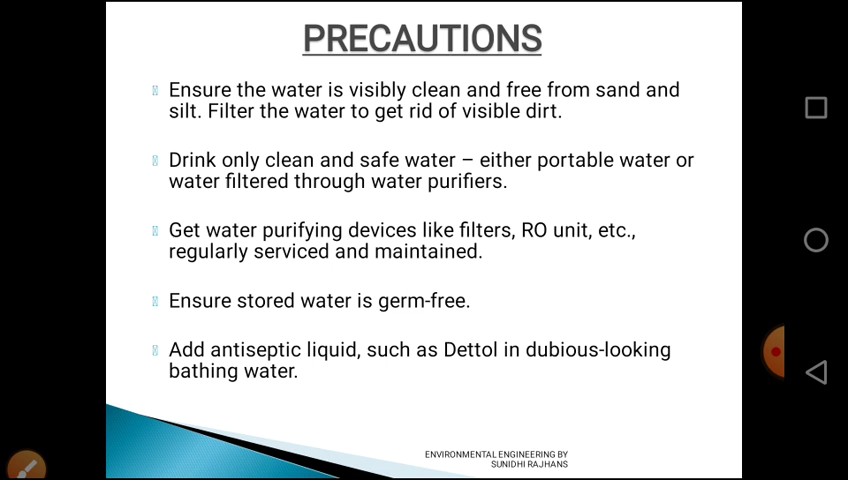 PRECAUTIONS
Ensure the water is visibly clean and free from sand and
silt. Filter the water to get rid of visible dirt.
Drink only clean and safe water – either portable water or
water filtered through water purifiers.
Get water purifying devices like filters, RO unit, etc.,
regularly serviced and maintained.
Ensure stored water is germ-free.
Add antiseptic liquid, such as Dettol in dubious-looking
bathing water.
ENVIRONMENTAL ENGINEERING BY
SUNIDHI RAJHANS